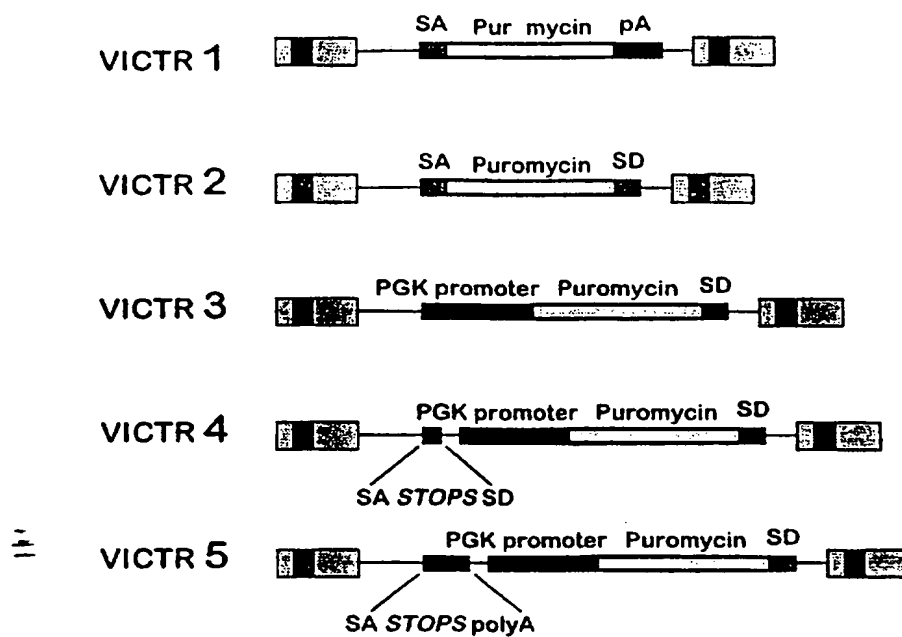 SA Pur mycin pA
VICTR 1
SA Puromycin SD
VICTR 2
PGK promoter Puromycin SD
VICTR 3
PGK promoter Puromycin SD
VICTR 4
SA STOPS SD
PGK promoter Puromycin SD
VICTR 5
SA STOPS polyA